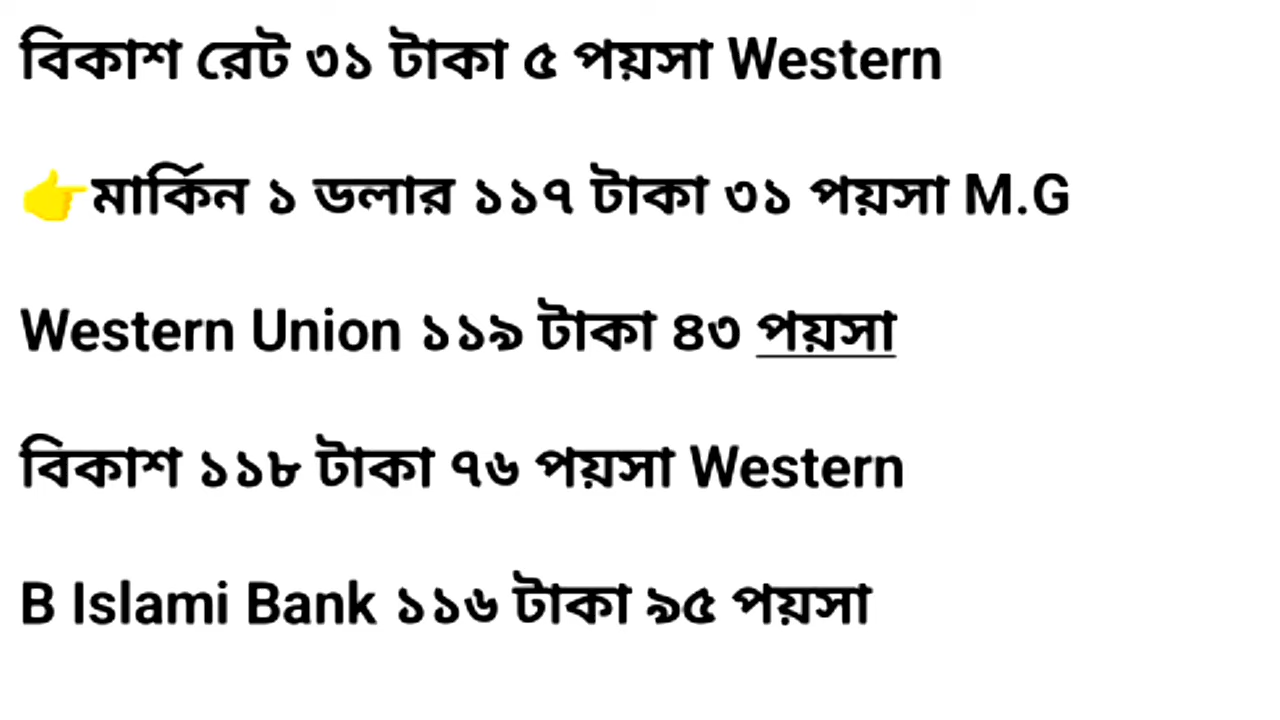 বিকাশ রেট ৩১ টাকা ৫ পয়সা Western
👉মার্কিন ১ ডলার ১১৭ টাকা ৩১ পয়সা M.G
Western Union ১১৯ টাকা ৪৩ পয়সা
বিকাশ ১১৮ টাকা ৭৬ পয়সা Western
B Islami Bank ১১৬ টাকা ৯৫ পয়সা